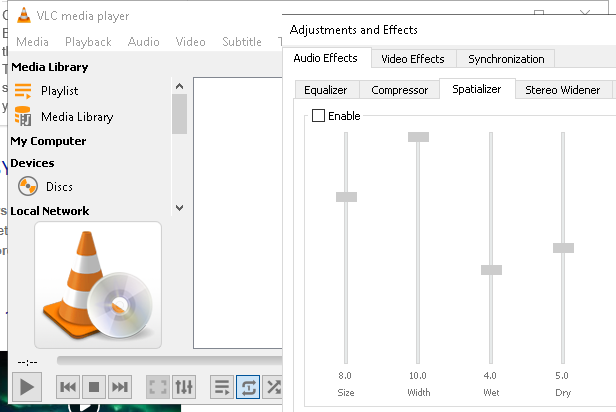 VLC media player
Media Playback Audio Video Subtitle
Adjustments and Effects
Audio Effects Video Effects Synchronization
Equalizer Compressor Spatializer Stereo Widener
Enable
8.0 10.0 4.0 5.0
Size Width Wet Dry
Media Library
Playlist
Media Library
My Computer
Devices
Discs
Local Network
--:--